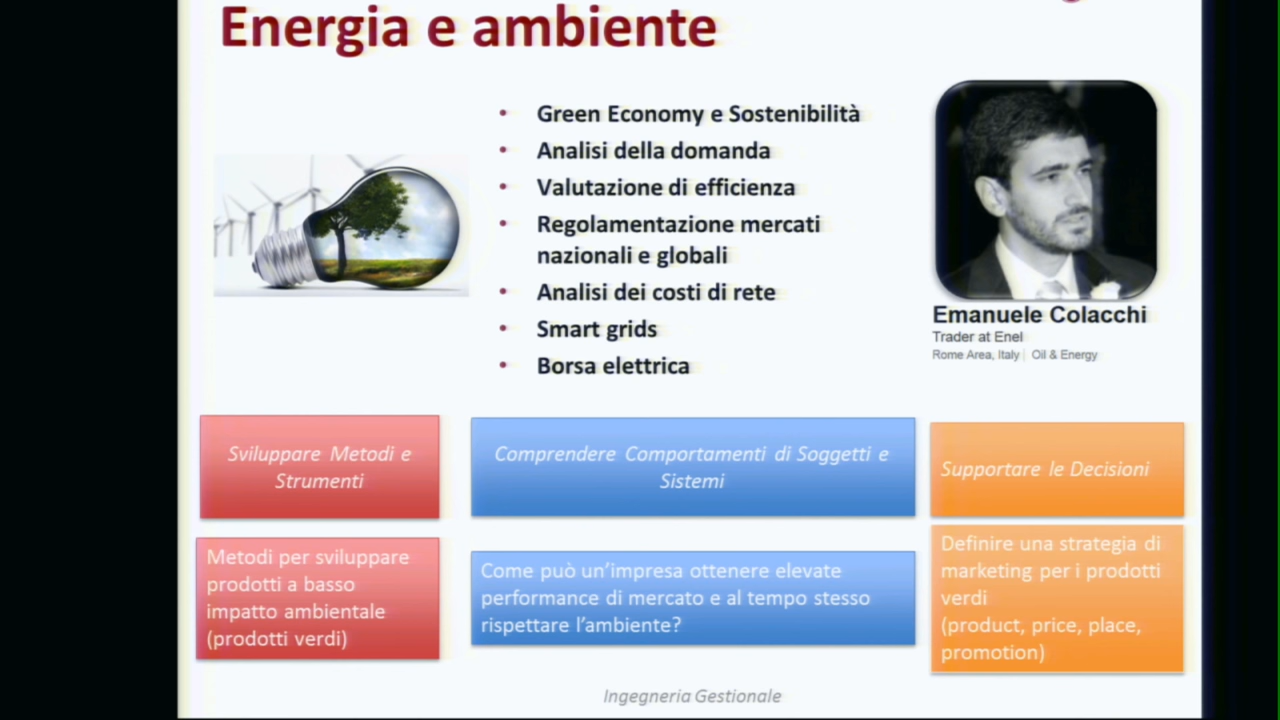 Energia e ambiente
• Green Economy e Sostenibilità
• Analisi della domanda
• Valutazione di efficienza
• Regolamentazione mercati
nazionali e globali
• Analisi dei costi di rete
• Smart grids
• Borsa elettrica
Emanuele Colacchi
Trader at Enel
Rome Area, Italy | Oil & Energy
Sviluppare Metodi e
Strumenti
Comprendere Comportamenti di Soggetti e
Sistemi
Supportare le Decisioni
Metodi per sviluppare
prodotti a basso
impatto ambientale
(prodotti verdi)
Come può un'impresa ottenere elevate
performance di mercato e al tempo stesso
rispettare l'ambiente?
Definire una strategia di
marketing per i prodotti
verdi
(product, price, place,
promotion)
Ingegneria Gestionale